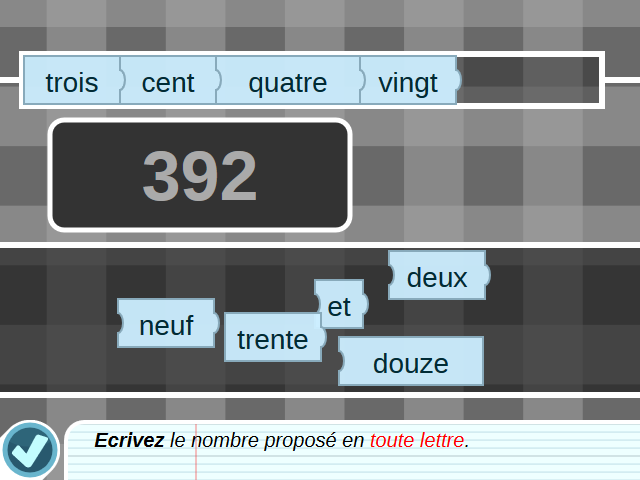 trois cent quatre vingt
392
deux
et
neuf
trente
douze
Ecrivez le nombre proposé en toute lettre.